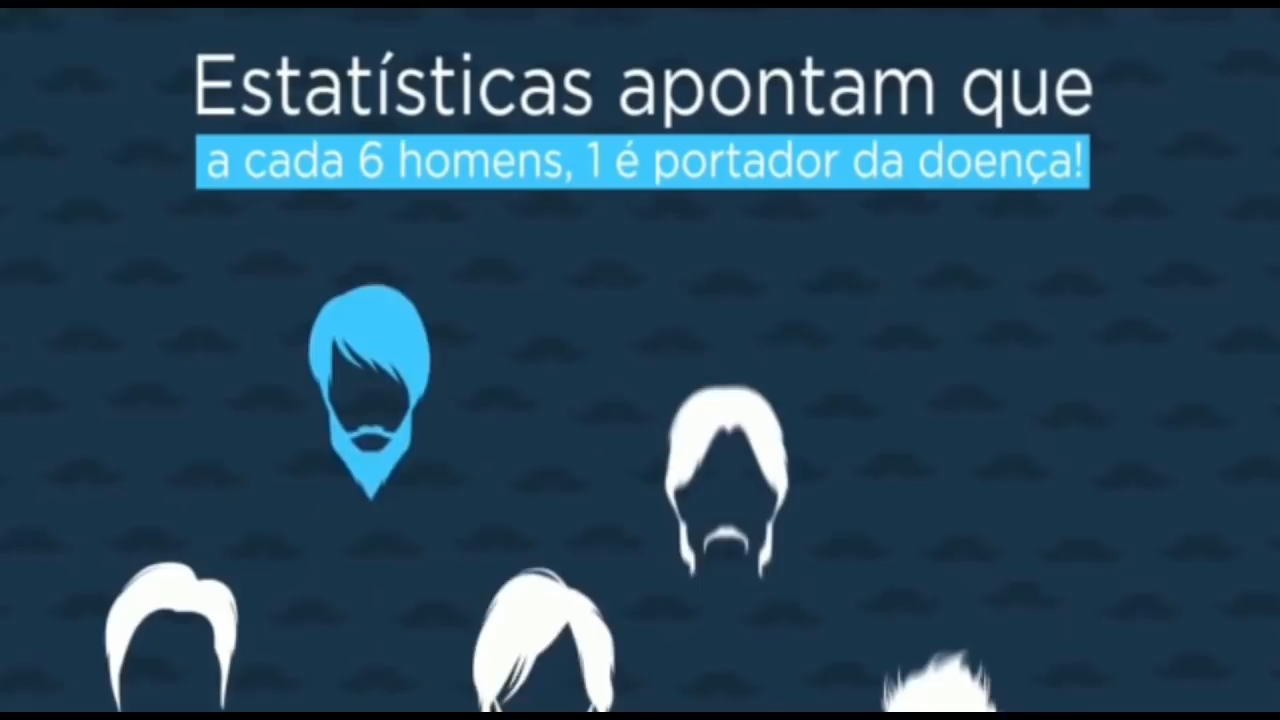 Estatísticas apontam que
a cada 6 homens, 1 é portador da doença!